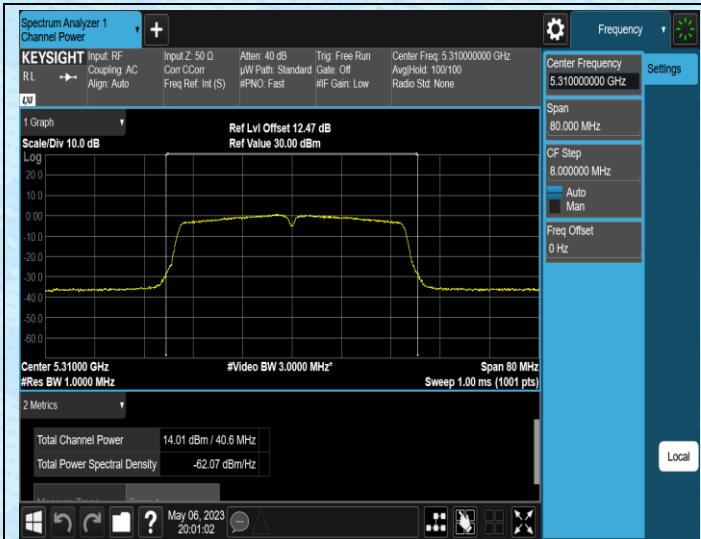 Spectrum Analyzer 1
Channel Power
+
Frequency
KEYSIGHT
R L
LXI
Input: RF
Coupling: AC
Align: Auto
Input Z: 50 Ω
Corr CCorr
Freq Ref: Int (S)
Atten: 40 dB
µW Path: Standard
#PNO: Fast
Trig: Free Run
Gate: Off
#IF Gain: Low
Center Freq: 5.310000000 GHz
Avg|Hold: 100/100
Radio Std: None
Center Frequency
5.310000000 GHz
Settings
Span
80.000 MHz
CF Step
8.000000 MHz
Auto
Man
Freq Offset
0 Hz
Local
1 Graph
Scale/Div 10.0 dB
Ref Lvl Offset 12.47 dB
Ref Value 30.00 dBm
Log
20.0
10.0
0.00
-10.0
-20.0
-30.0
-40.0
-50.0
-60.0
Center 5.31000 GHz
#Res BW 1.0000 MHz
#Video BW 3.0000 MHz*
Span 80 MHz
Sweep 1.00 ms (1001 pts)
2 Metrics
Total Channel Power 14.01 dBm / 40.6 MHz
Total Power Spectral Density -62.07 dBm/Hz
?
May 06, 2023
20:01:02